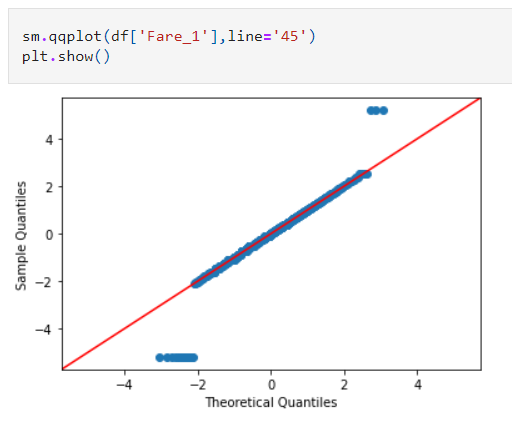 sm.qqplot(df['Fare_1'],line='45')
plt.show()
4
2
0
−2
−4
Sample Quantiles
−4
−2
0
2
4
Theoretical Quantiles